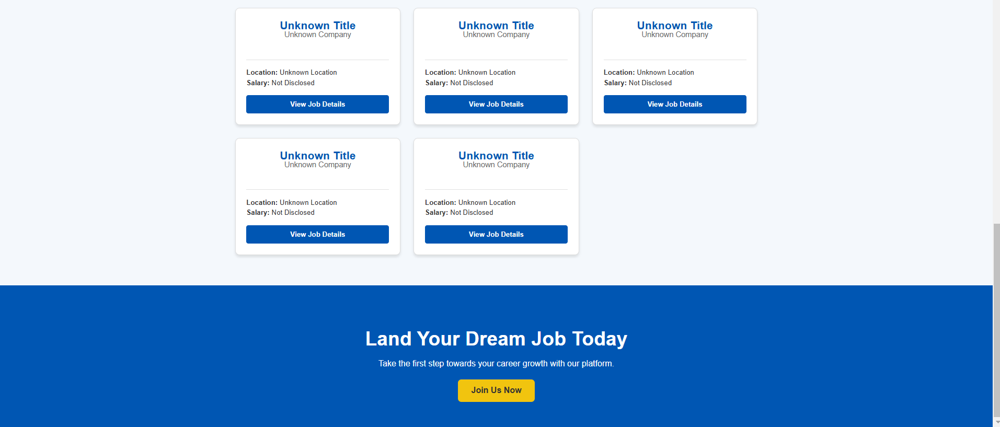 Unknown Title
Unknown Company
Location: Unknown Location
Salary: Not Disclosed
View Job Details
Unknown Title
Unknown Company
Location: Unknown Location
Salary: Not Disclosed
View Job Details
Unknown Title
Unknown Company
Location: Unknown Location
Salary: Not Disclosed
View Job Details
Unknown Title
Unknown Company
Location: Unknown Location
Salary: Not Disclosed
View Job Details
Unknown Title
Unknown Company
Location: Unknown Location
Salary: Not Disclosed
View Job Details
Land Your Dream Job Today
Take the first step towards your career growth with our platform.
Join Us Now